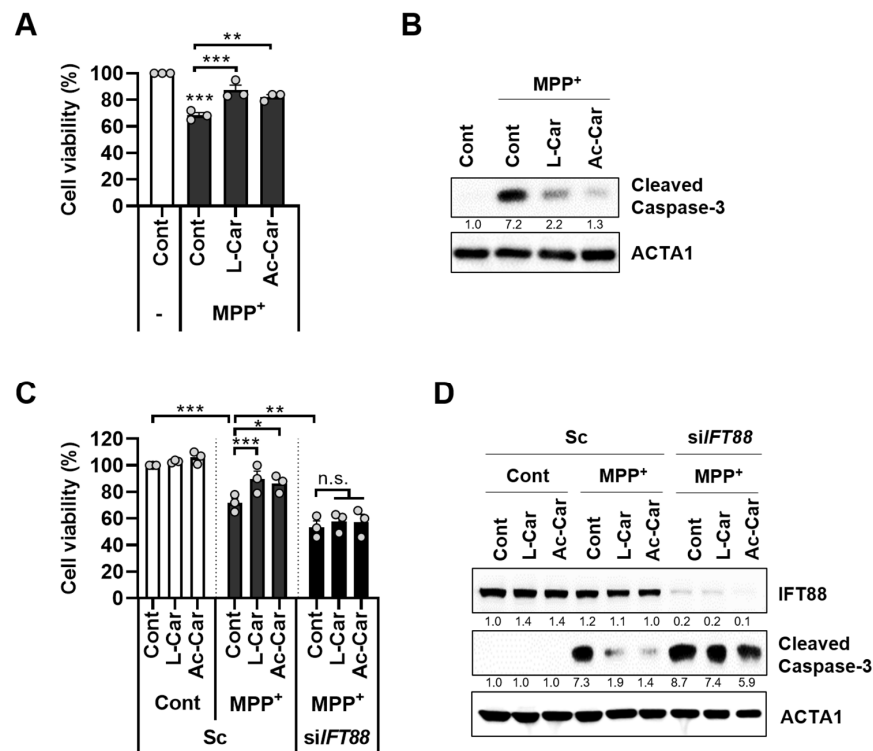 A
Cell viability (%)
100
80
60
40
20
0
**
***
***
Cont
Cont
L-Car
Ac-Car
-
MPP+
B
MPP+
Cont
Cont
L-Car
Ac-Car
Cleaved
Caspase-3
1.0 7.2 2.2 1.3
ACTA1
C
Cell viability (%)
120
100
80
60
40
20
0
*** **
*
***
n.s.
Cont L-Car Ac-Car Cont L-Car Ac-Car Cont L-Car Ac-Car
Cont MPP+ MPP+
Sc siIFT88
D
Sc siIFT88
Cont MPP+ MPP+
Cont L-Car Ac-Car Cont L-Car Ac-Car Cont L-Car Ac-Car
IFT88
1.0 1.4 1.4 1.2 1.1 1.0 0.2 0.2 0.1
Cleaved
Caspase-3
1.0 1.0 1.0 7.3 1.9 1.4 8.7 7.4 5.9
ACTA1